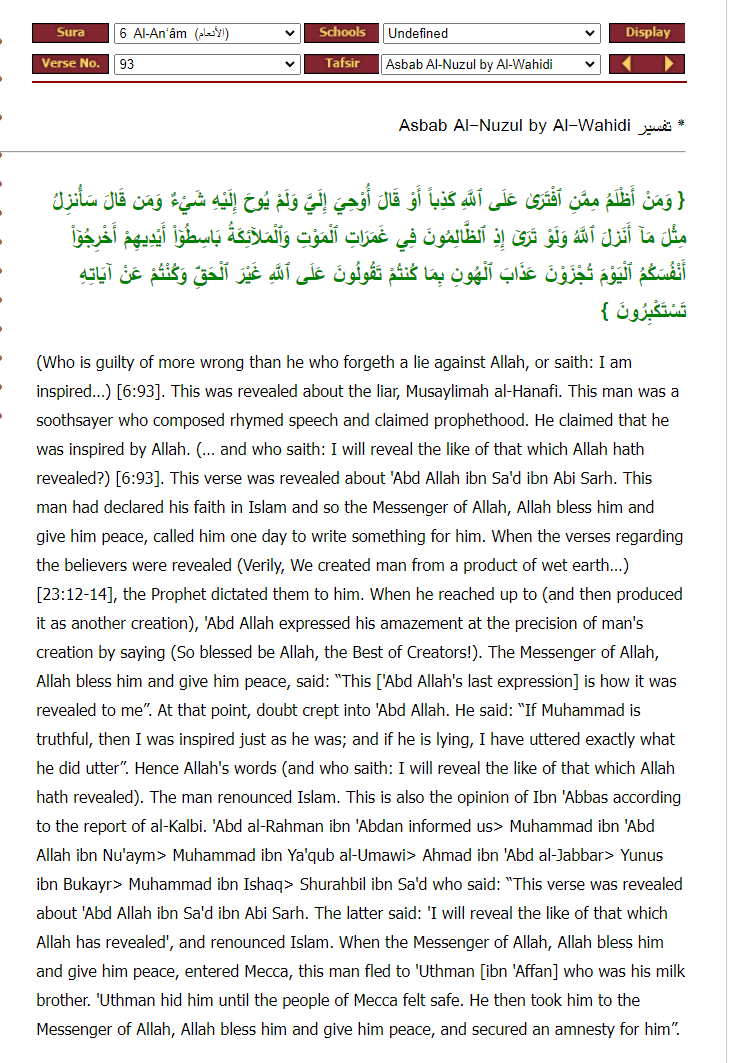 Sura 6 Al-An'âm (الأنعام) Schools Undefined Display
Verse No. 93 Tafsir Asbab Al-Nuzul by Al-Wahidi
* تفسير Asbab Al-Nuzul by Al-Wahidi
{ وَمَنْ أَظْلَمُ مِمَّنِ ٱفْتَرَىٰ عَلَى ٱللَّهِ كَذِباً أَوْ قَالَ أُوْحِيَ إِلَيَّ وَلَمْ يُوحَ إِلَيْهِ شَيْءٌ وَمَن قَالَ سَأُنزِلُ
مِثْلَ مَآ أَنَزلَ ٱللَّهُ وَلَوْ تَرَىٰ إِذِ ٱلظَّالِمُونَ فِي غَمَرَاتِ ٱلْمَوْتِ وَٱلْمَلاۤئِكَةُ بَاسِطُوۤاْ أَيْدِيهِمْ أَخْرِجُوۤاْ
أَنْفُسَكُمُ ٱلْيَوْمَ تُجْزَوْنَ عَذَابَ ٱلْهُونِ بِمَا كُنتُمْ تَقُولُونَ عَلَى ٱللَّهِ غَيْرَ ٱلْحَقِّ وَكُنْتُمْ عَنْ آيَاتِهِ
تَسْتَكْبِرُونَ }
(Who is guilty of more wrong than he who forgeth a lie against Allah, or saith: I am
inspired...) [6:93]. This was revealed about the liar, Musaylimah al-Hanafi. This man was a
soothsayer who composed rhymed speech and claimed prophethood. He claimed that he
was inspired by Allah. (... and who saith: I will reveal the like of that which Allah hath
revealed?) [6:93]. This verse was revealed about 'Abd Allah ibn Sa'd ibn Abi Sarh. This
man had declared his faith in Islam and so the Messenger of Allah, Allah bless him and
give him peace, called him one day to write something for him. When the verses regarding
the believers were revealed (Verily, We created man from a product of wet earth...)
[23:12-14], the Prophet dictated them to him. When he reached up to (and then produced
it as another creation), 'Abd Allah expressed his amazement at the precision of man's
creation by saying (So blessed be Allah, the Best of Creators!). The Messenger of Allah,
Allah bless him and give him peace, said: “This ['Abd Allah's last expression] is how it was
revealed to me”. At that point, doubt crept into 'Abd Allah. He said: “If Muhammad is
truthful, then I was inspired just as he was; and if he is lying, I have uttered exactly what
he did utter”. Hence Allah's words (and who saith: I will reveal the like of that which Allah
hath revealed). The man renounced Islam. This is also the opinion of Ibn 'Abbas according
to the report of al-Kalbi. 'Abd al-Rahman ibn 'Abdan informed us> Muhammad ibn 'Abd
Allah ibn Nu'aym> Muhammad ibn Ya'qub al-Umawi> Ahmad ibn 'Abd al-Jabbar> Yunus
ibn Bukayr> Muhammad ibn Ishaq> Shurahbil ibn Sa'd who said: “This verse was revealed
about 'Abd Allah ibn Sa'd ibn Abi Sarh. The latter said: 'I will reveal the like of that which
Allah has revealed', and renounced Islam. When the Messenger of Allah, Allah bless him
and give him peace, entered Mecca, this man fled to 'Uthman [ibn 'Affan] who was his milk
brother. 'Uthman hid him until the people of Mecca felt safe. He then took him to the
Messenger of Allah, Allah bless him and give him peace, and secured an amnesty for him”.